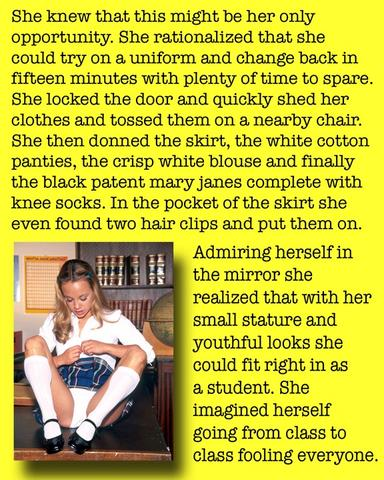 She knew that this might be her only
opportunity. She rationalized that she
could try on a uniform and change back in
fifteen minutes with plenty of time to spare.
She locked the door and quickly shed her
clothes and tossed them on a nearby chair.
She then donned the skirt, the white cotton
panties, the crisp white blouse and finally
the black patent mary janes complete with
knee socks. In the pocket of the skirt she
even found two hair clips and put them on.
Admiring herself in
the mirror she
realized that with her
small stature and
youthful looks she
could fit right in as
a student. She
imagined herself
going from class to
class fooling everyone.